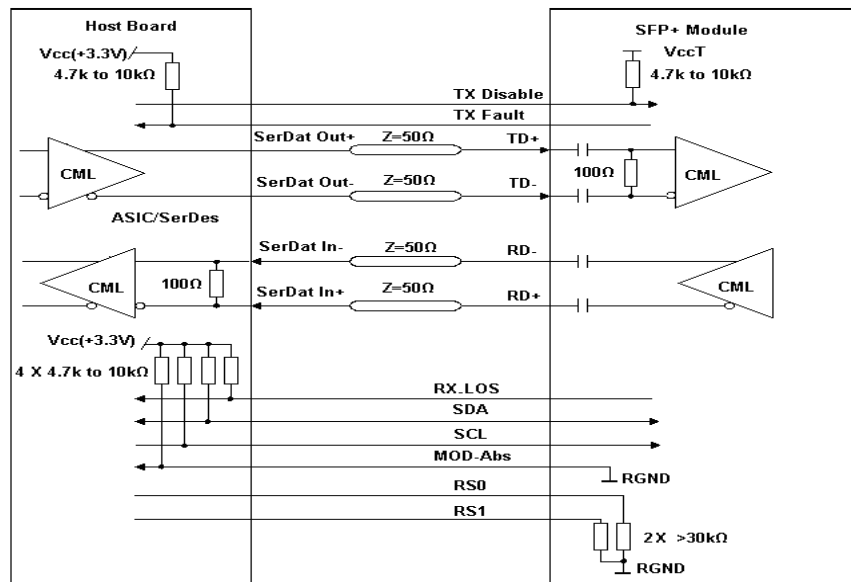 Host Board
SFP+ Module
Vcc(+3.3V)
VccT
4.7k to 10kΩ
4.7k to 10kΩ
TX Disable
TX Fault
SerDat Out+
Z=50Ω
TD+
CML
100Ω
CML
SerDat Out-
Z=50Ω
TD-
ASIC/SerDes
SerDat In-
Z=50Ω
RD-
CML
100Ω
SerDat In+
Z=50Ω
RD+
CML
Vcc(+3.3V)
4 X 4.7k to 10kΩ
RX_LOS
SDA
SCL
MOD-Abs
RGND
RS0
RS1
2 X >30kΩ
RGND